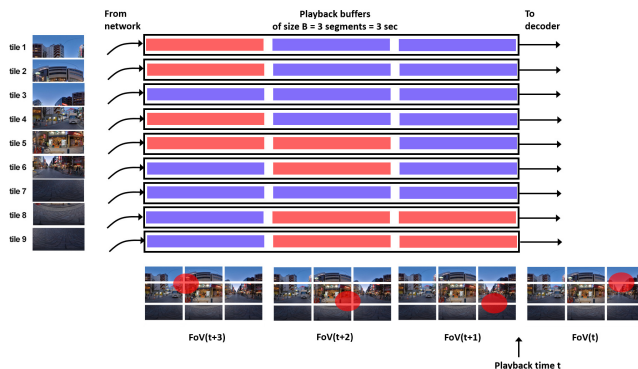 From
network
Playback buffers
of size B = 3 segments = 3 sec
To
decoder
tile 1
tile 2
tile 3
tile 4
tile 5
tile 6
tile 7
tile 8
tile 9
FoV(t+3)
FoV(t+2)
FoV(t+1)
FoV(t)
Playback time t